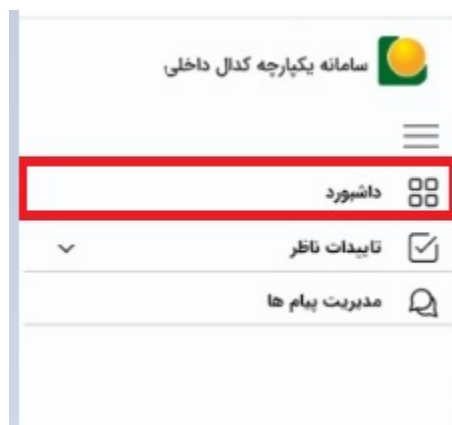 سامانه یکپارچه کدال داخلی
داشبورد
تاییدات ناظر
مدیریت پیام ها